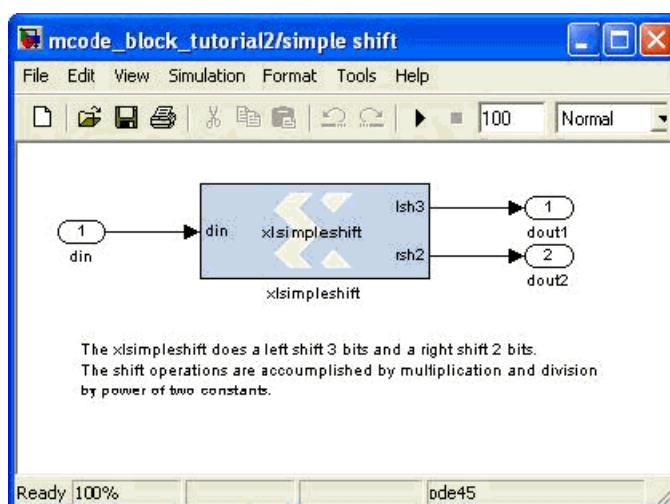 mcode_block_tutorial2/simple shift
File Edit View Simulation Format Tools Help
100 Normal
1
din
din xlsimpleshift lsh3
rsh2
xlsimpleshift
1
dout1
2
dout2
The xlsimpleshift does a left shift 3 bits and a right shift 2 bits.
The shift operations are accoumplished by multiplication and division
by power of two constants.
Ready 100% ode45